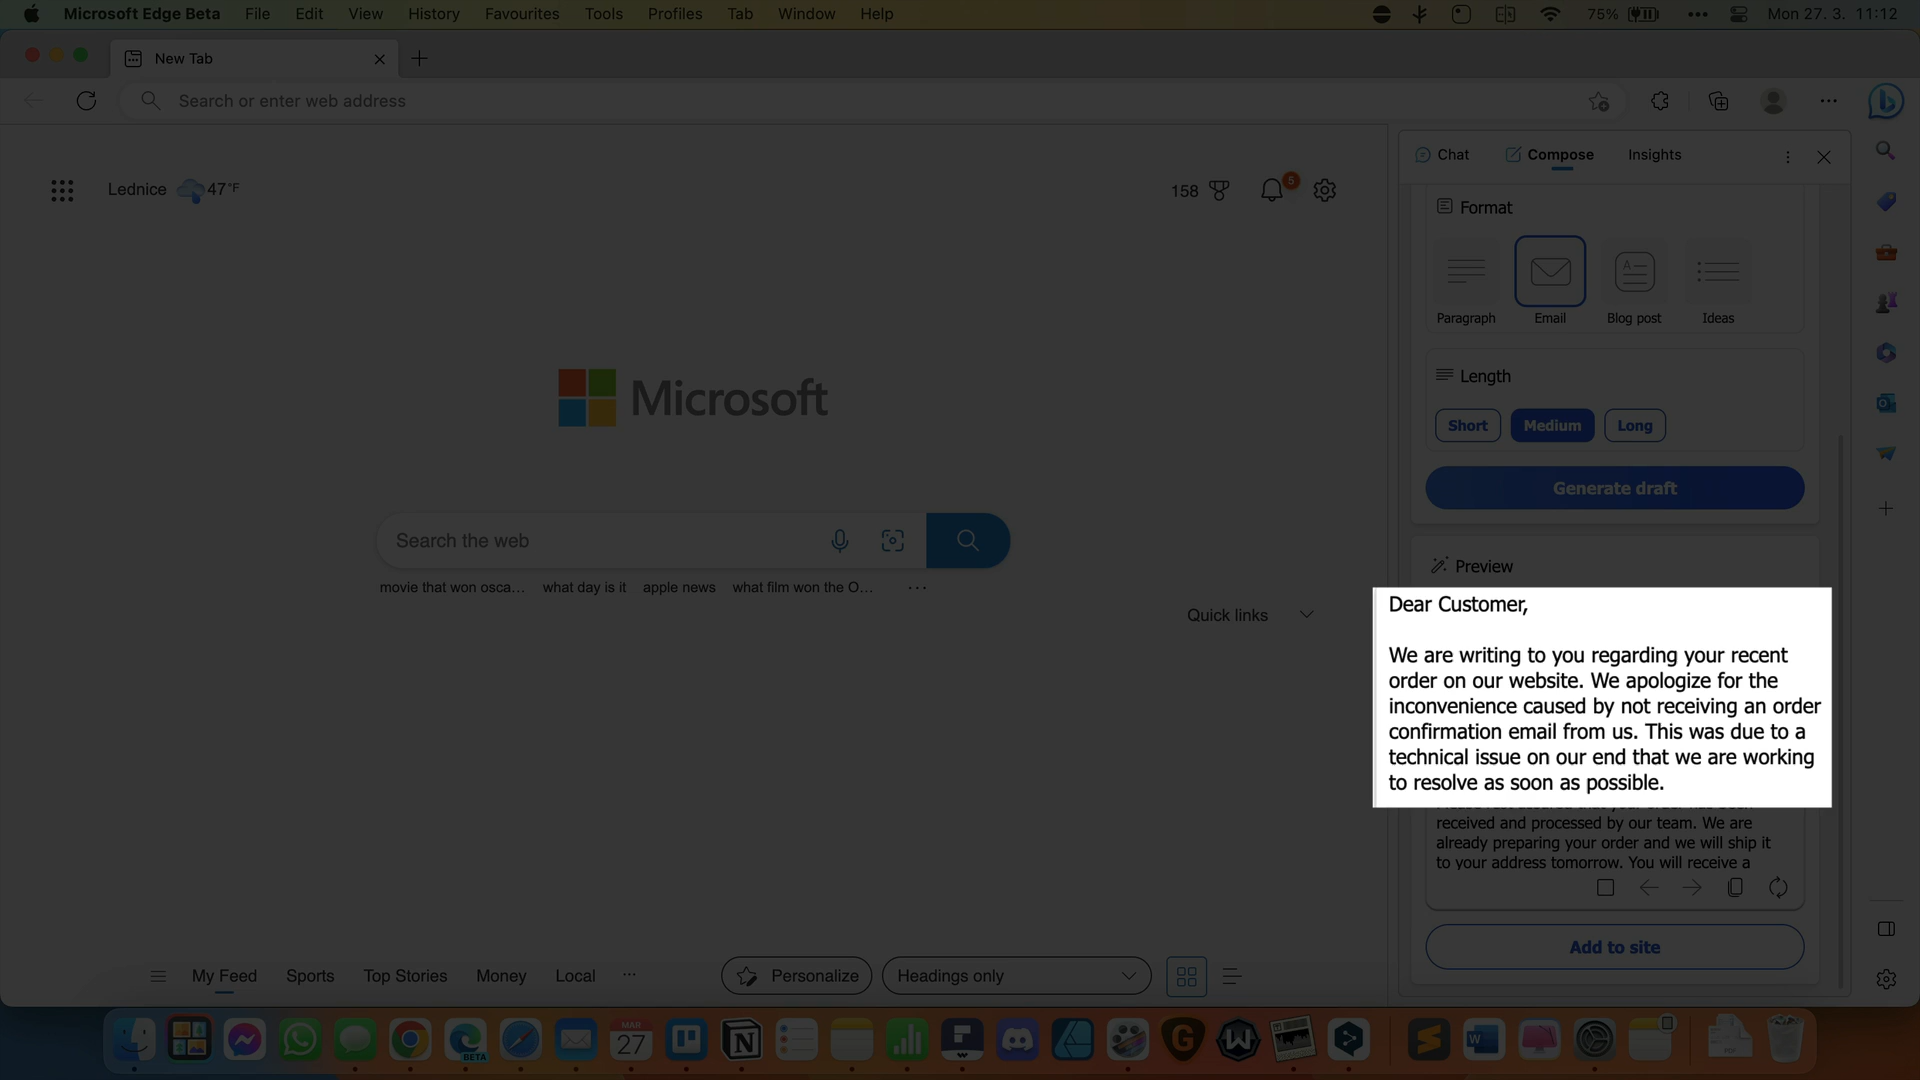 Microsoft Edge Beta File Edit View History Favourites Tools Profiles Tab Window Help 75% Mon 27. 3. 11:12
New Tab
Search or enter web address
Chat Compose Insights
Lednice 47°F 158 5
Format
Paragraph Email Blog post Ideas
Length
Short Medium Long
Generate draft
Microsoft
Search the web
movie that won osca... what day is it apple news what film won the O... ...
Quick links
Preview
Dear Customer,
We are writing to you regarding your recent
order on our website. We apologize for the
inconvenience caused by not receiving an order
confirmation email from us. This was due to a
technical issue on our end that we are working
to resolve as soon as possible.
received and processed by our team. We are
already preparing your order and we will ship it
to your address tomorrow. You will receive a
Add to site
My Feed Sports Top Stories Money Local ... Personalize Headings only
BETA
MAR
27
PDF